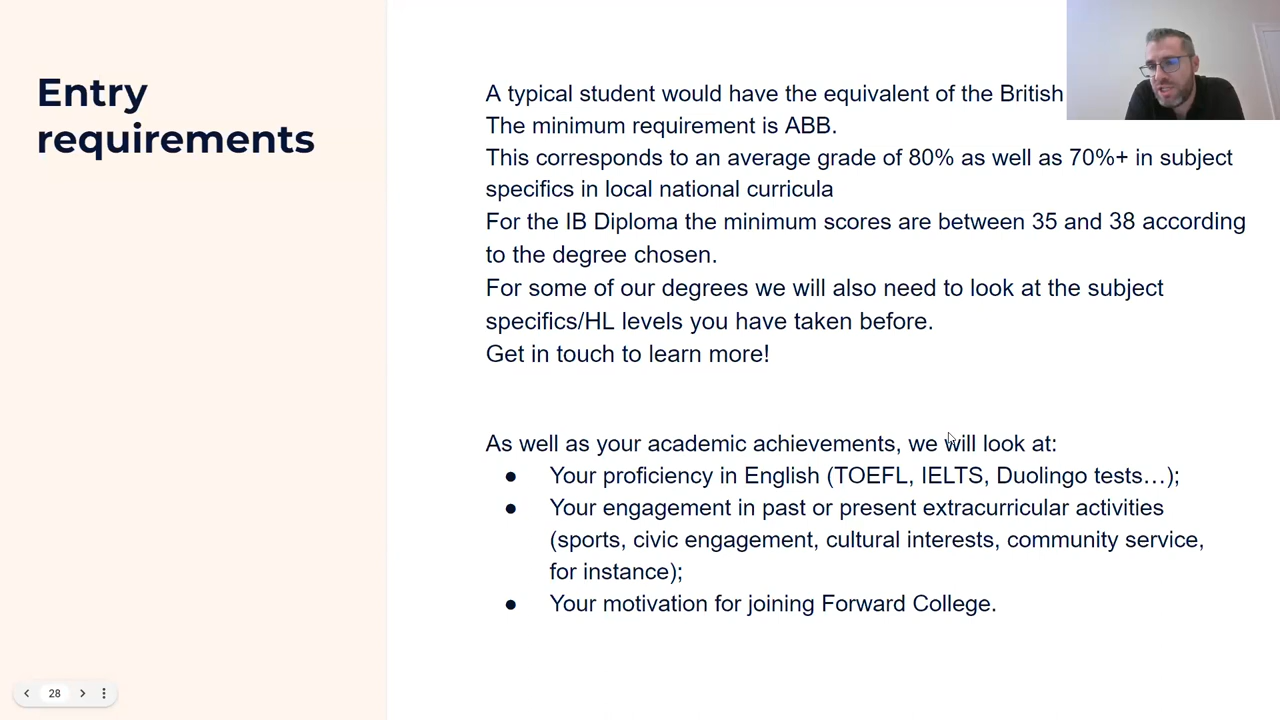 Entry
requirements
A typical student would have the equivalent of the British
The minimum requirement is ABB.
This corresponds to an average grade of 80% as well as 70%+ in subject
specifics in local national curricula
For the IB Diploma the minimum scores are between 35 and 38 according
to the degree chosen.
For some of our degrees we will also need to look at the subject
specifics/HL levels you have taken before.
Get in touch to learn more!
As well as your academic achievements, we will look at:
● Your proficiency in English (TOEFL, IELTS, Duolingo tests…);
● Your engagement in past or present extracurricular activities
(sports, civic engagement, cultural interests, community service,
for instance);
● Your motivation for joining Forward College.
28